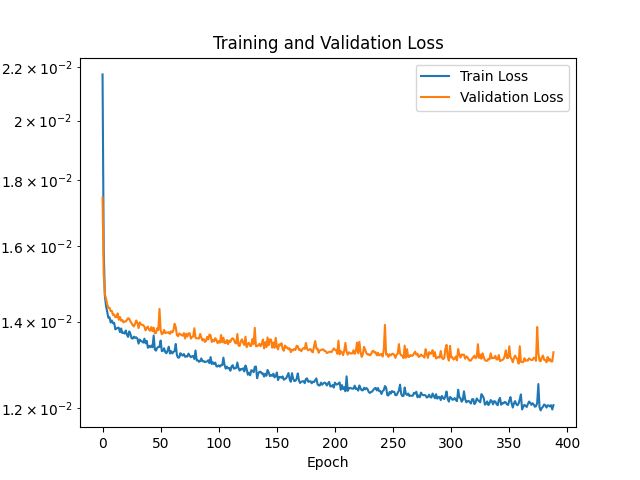 Training and Validation Loss
Train Loss
Validation Loss
2.2 × 10⁻²
2 × 10⁻²
1.8 × 10⁻²
1.6 × 10⁻²
1.4 × 10⁻²
1.2 × 10⁻²
0 50 100 150 200 250 300 350 400
Epoch